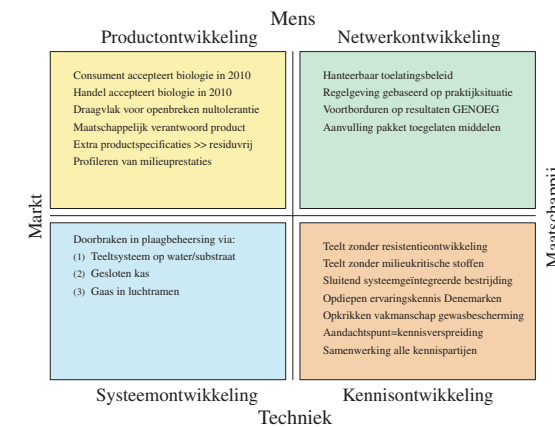 Mens
Productontwikkeling
Netwerkontwikkeling
Consument accepteert biologie in 2010
Handel accepteert biologie in 2010
Draagvlak voor openbreken nultolerantie
Maatschappelijk verantwoord product
Extra productspecificaties >> residuvrij
Profileren van milieuprestaties
Hanteerbaar toelatingsbeleid
Regelgeving gebaseerd op praktijksituatie
Voortborduren op resultaten GENOEG
Aanvulling pakket toegelaten middelen
Markt
Maatschappij
Doorbraken in plaagbeheersing via:
(1) Teeltsysteem op water/substraat
(2) Gesloten kas
(3) Gaas in luchtramen
Teelt zonder resistentieontwikkeling
Teelt zonder milieukritische stoffen
Sluitend systeemgeïntegreerde bestrijding
Opdiepen ervaringskennis Denemarken
Opkrikken vakmanschap gewasbescherming
Aandachtspunt=kennisverspreiding
Samenwerking alle kennispartijen
Systeemontwikkeling
Kennisontwikkeling
Techniek